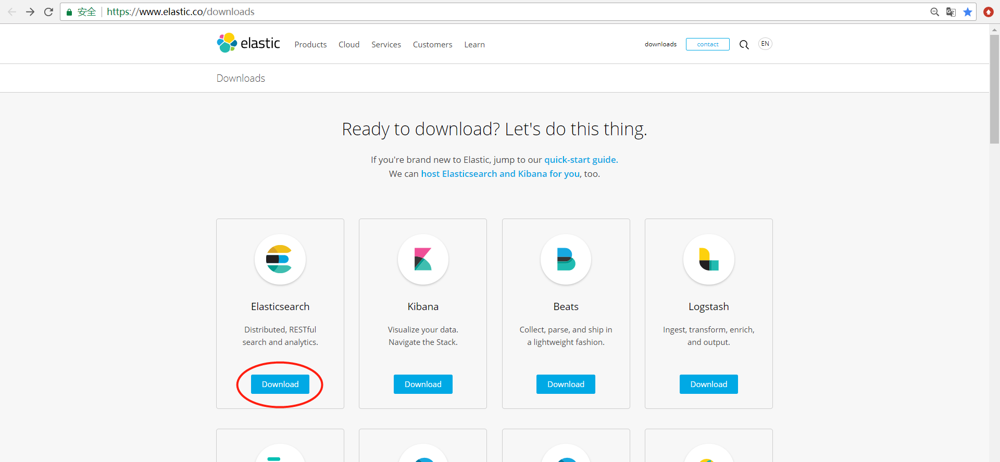 安全 https://www.elastic.co/downloads
elastic Products Cloud Services Customers Learn downloads contact EN
Downloads
Ready to download? Let's do this thing.
If you're brand new to Elastic, jump to our quick-start guide.
We can host Elasticsearch and Kibana for you, too.
Elasticsearch
Distributed, RESTful
search and analytics.
Download
Kibana
Visualize your data.
Navigate the Stack.
Download
Beats
Collect, parse, and ship in
a lightweight fashion.
Download
Logstash
Ingest, transform, enrich,
and output.
Download